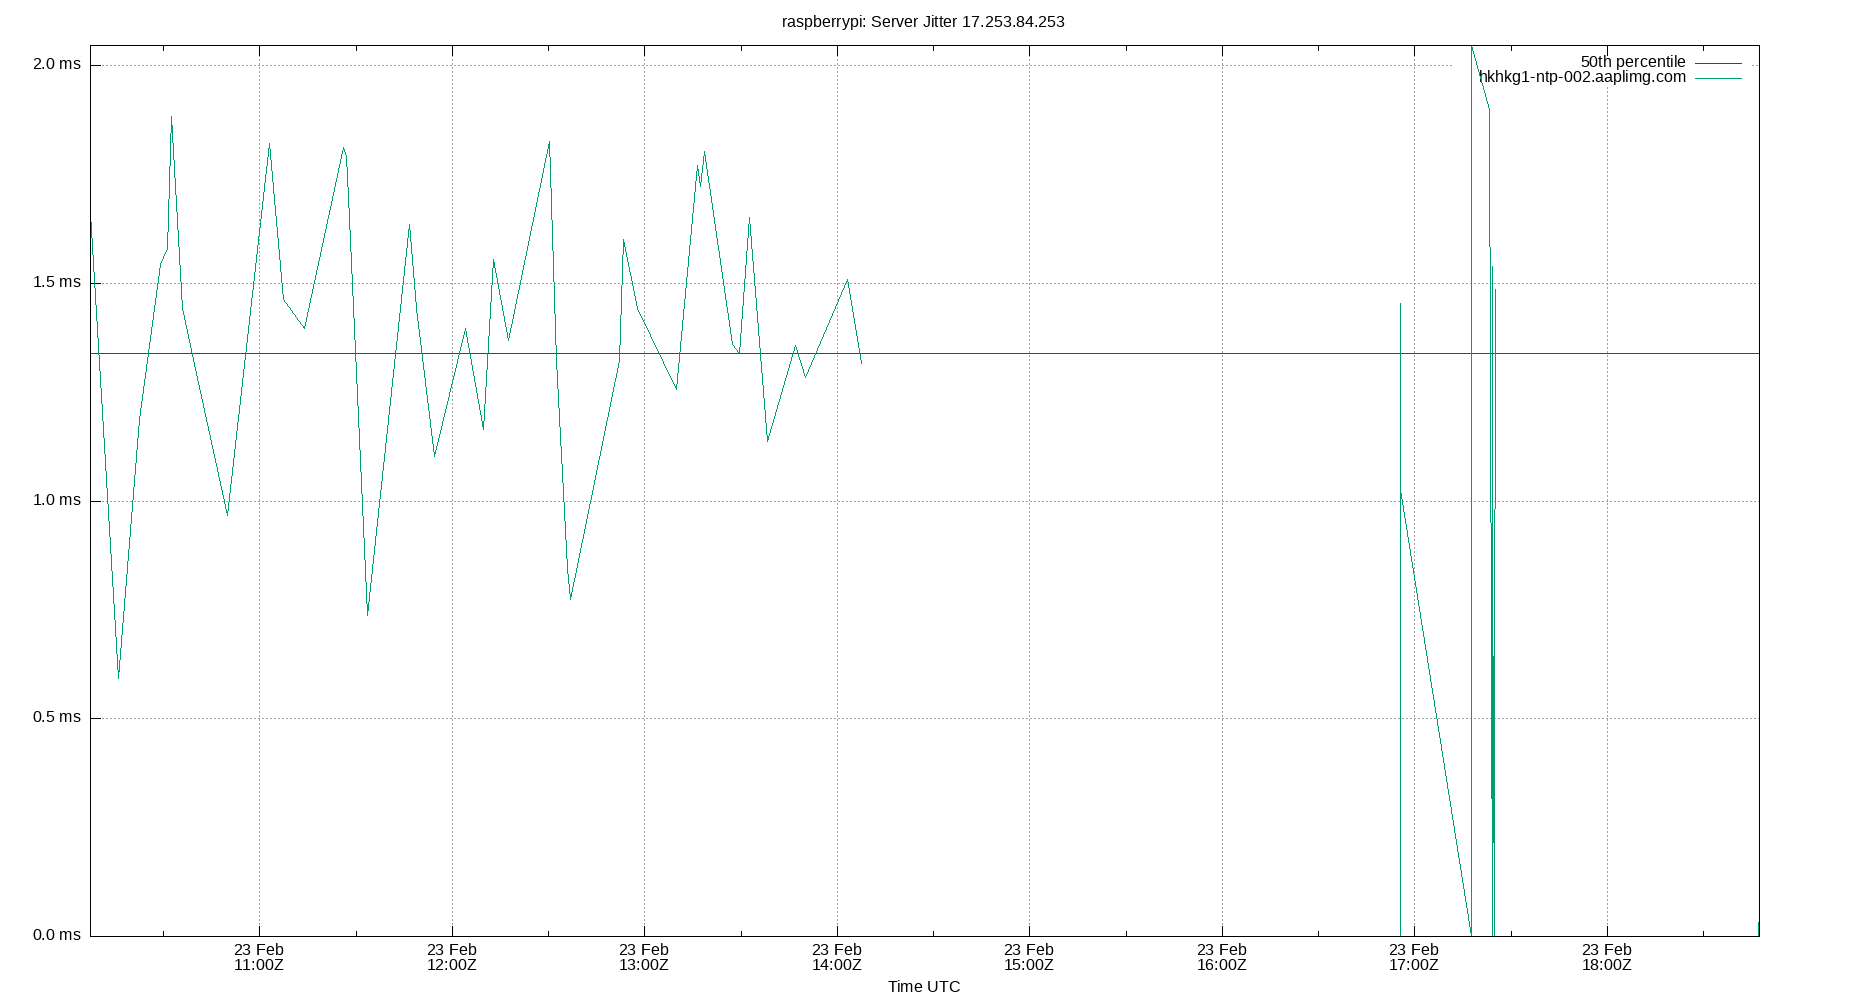 raspberrypi: Server Jitter 17.253.84.253
2.0 ms
50th percentile
hkhkg1-ntp-002.aaplimg.com
1.5 ms
1.0 ms
0.5 ms
0.0 ms
23 Feb 23 Feb 23 Feb 23 Feb 23 Feb 23 Feb 23 Feb 23 Feb
11:00Z 12:00Z 13:00Z 14:00Z 15:00Z 16:00Z 17:00Z 18:00Z
Time UTC